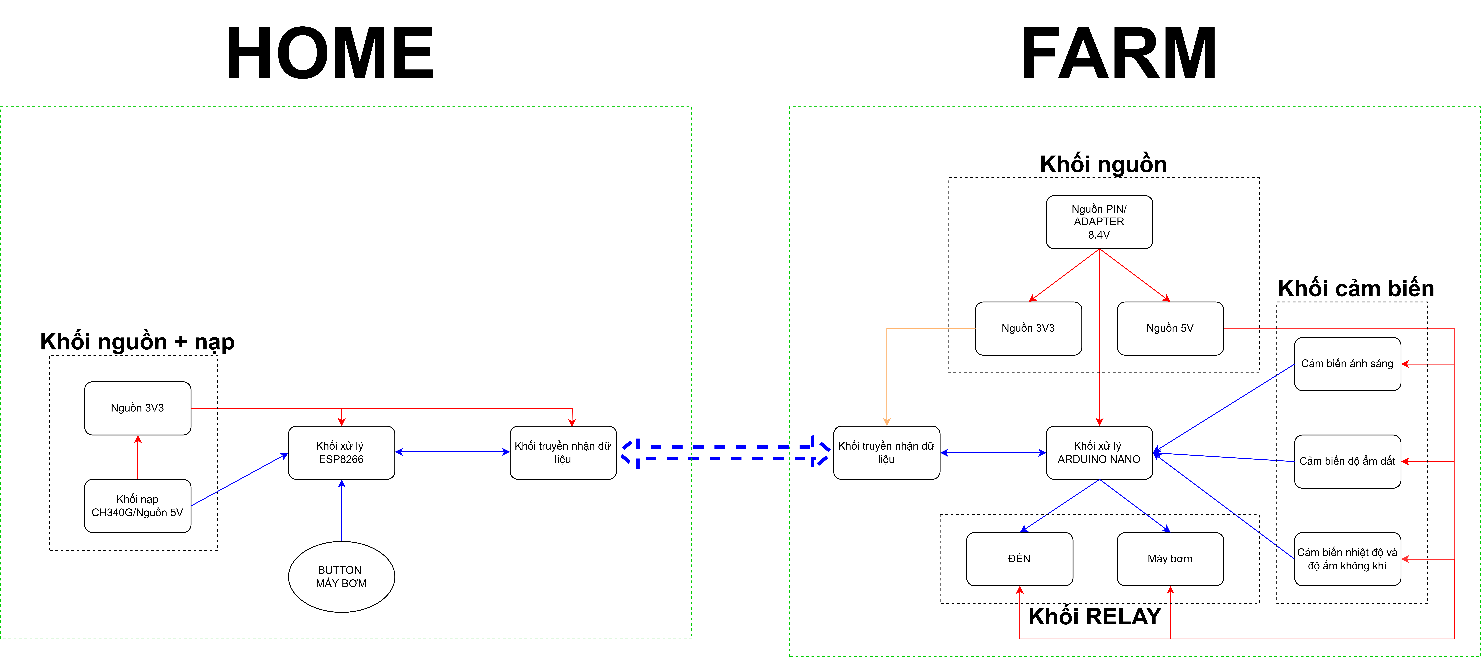 HOME
FARM
Khối nguồn + nạp
Nguồn 3V3
Khối nạp
CH340G/Nguồn 5V
Khối xử lý
ESP8266
BUTTON
MÁY BƠM
Khối truyền nhận dữ
liệu
Khối nguồn
Nguồn PIN/
ADAPTER
8.4V
Nguồn 3V3
Nguồn 5V
Khối truyền nhận dữ
liệu
Khối xử lý
ARDUINO NANO
ĐÈN
Máy bơm
Khối RELAY
Khối cảm biến
Cảm biến ánh sáng
Cảm biến độ ẩm đất
Cảm biến nhiệt độ và
độ ẩm không khí